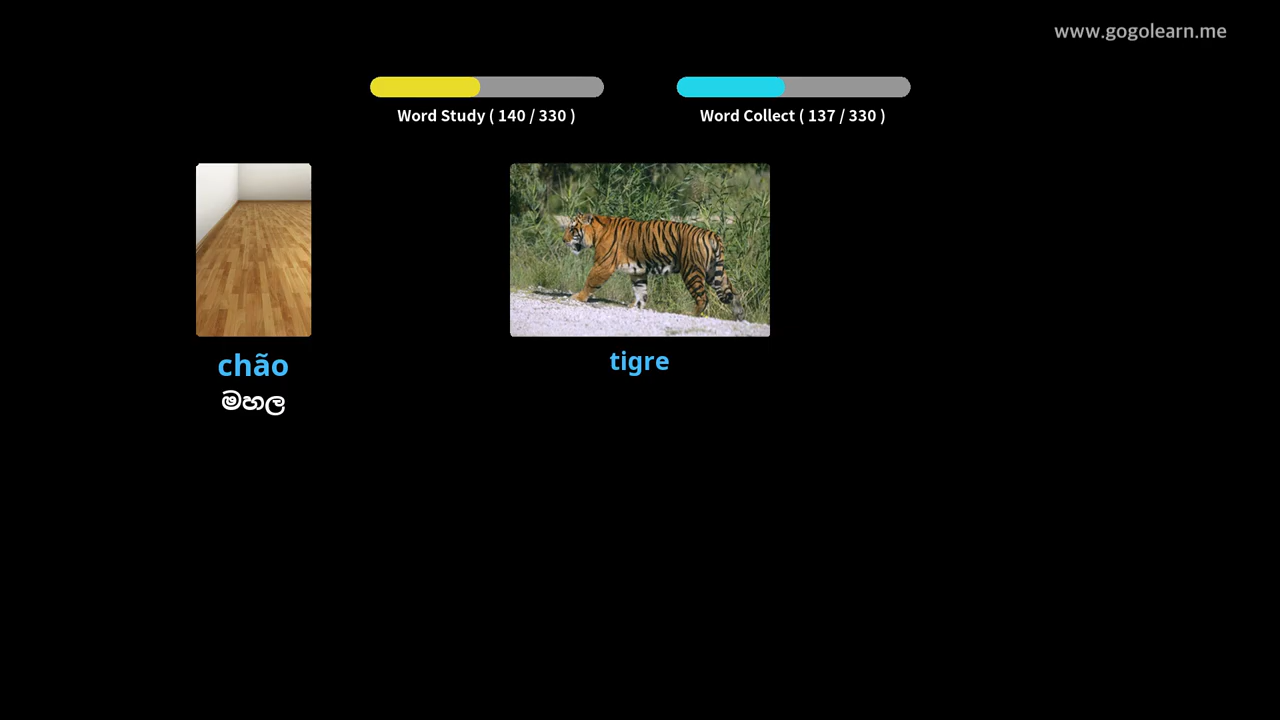 www.gogolearn.me
Word Study ( 140 / 330 )
Word Collect ( 137 / 330 )
chão
මහල
tigre